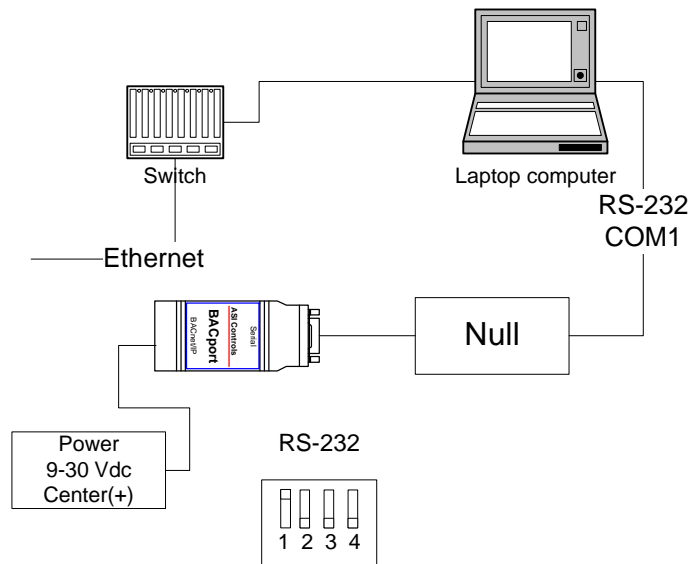 Switch
Laptop computer
RS-232
COM1
Ethernet
Serial
ASI Controls
BACport
BACnet/IP
Null
Power
9-30 Vdc
Center(+)
RS-232
1 2 3 4